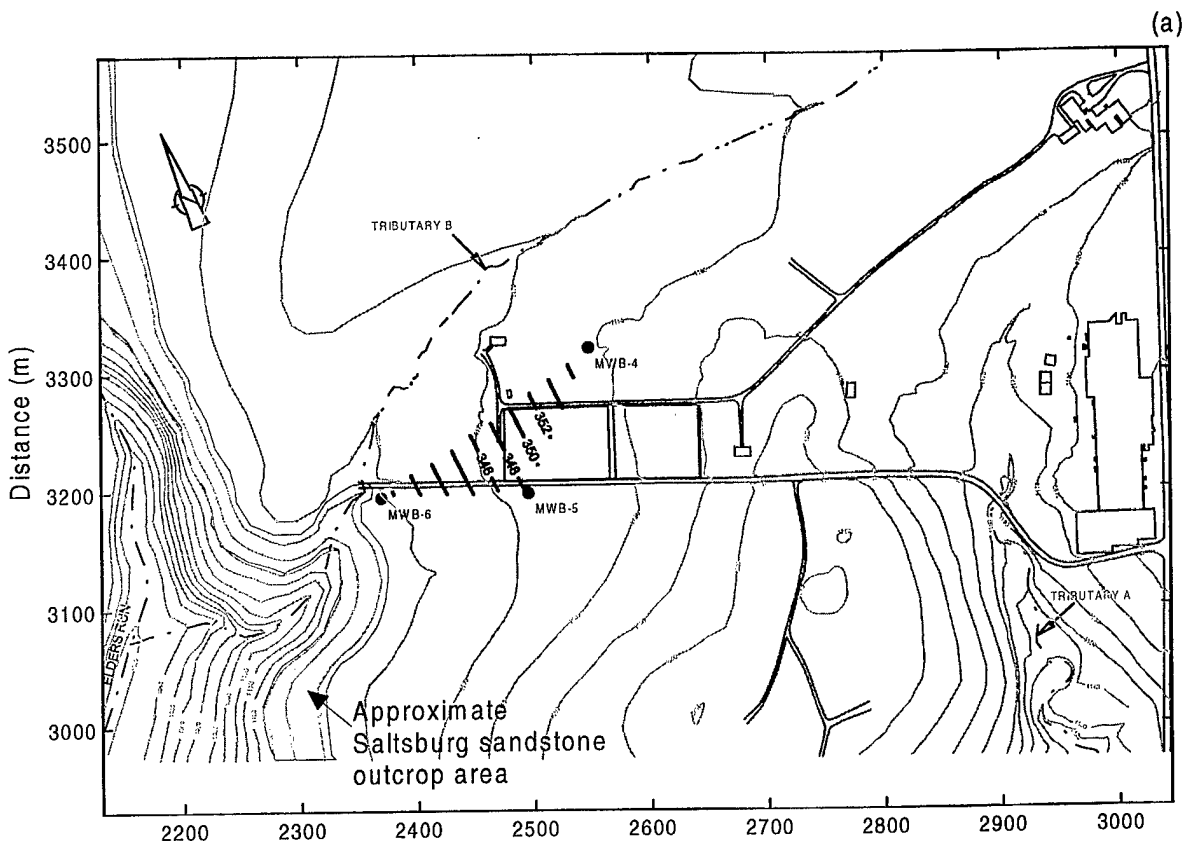 (a)
3500
TRIBUTARY B
3400
MWB-4
Distance (m)
3300
352*
350*
348
346
3200
MWB-6
MWB-5
TRIBUTARY A
3100
ELDERS RUN
Approximate
Saltsburg sandstone
outcrop area
3000
2200 2300 2400 2500 2600 2700 2800 2900 3000